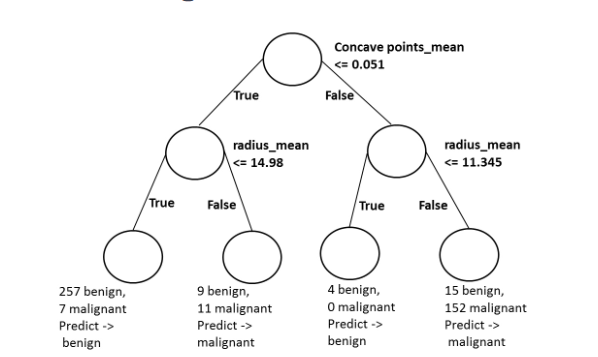 Concave points_mean
<= 0.051
True
False
radius_mean
<= 14.98
radius_mean
<= 11.345
True
False
True
False
257 benign,
7 malignant
Predict ->
benign
9 benign,
11 malignant
Predict ->
malignant
4 benign,
0 malignant
Predict ->
benign
15 benign,
152 malignant
Predict ->
malignant